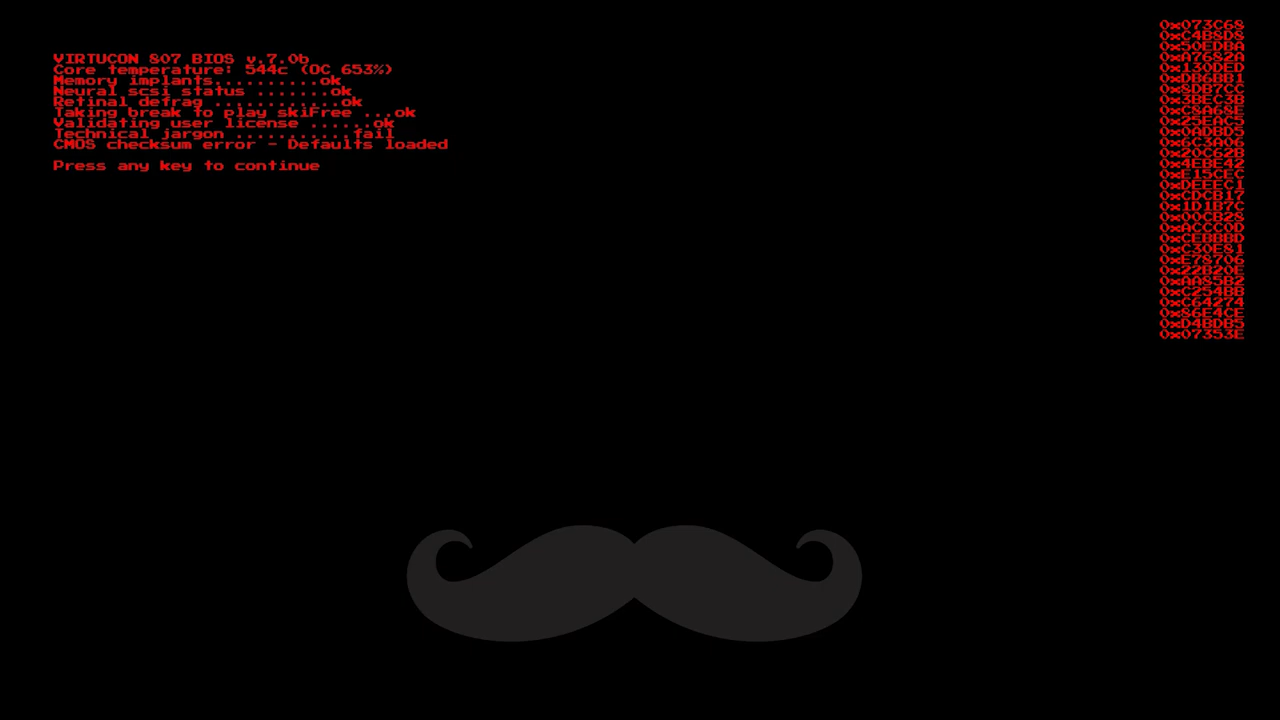 VIRTUCON 807 BIOS v.7.0b
Core temperature: 544c (OC 653%)
Memory implants..........ok
Neural scsi status .......ok
Retinal defrag ............ok
Taking break to play skiFree ...ok
Validating user license ......ok
Technical jargon ...........fail
CMOS checksum error - Defaults loaded
Press any key to continue
0x073C68
0xC4B8D8
0x50EDBA
0xA7682A
0x130DED
0xDB6BB1
0x8DB7CC
0x3BEC3B
0xC8A68E
0x25EAC5
0x0ADBD5
0x6C3A06
0x20C62B
0x4EBE42
0xE15CEC
0xDEEEC1
0xCDCB17
0x1D1B7C
0x00CB28
0xACCC0D
0xCEBBBD
0xC30E81
0xE78706
0x22B20E
0xAA85B2
0xC254BB
0xC64274
0x86E4CE
0xD4BDB5
0x07353E